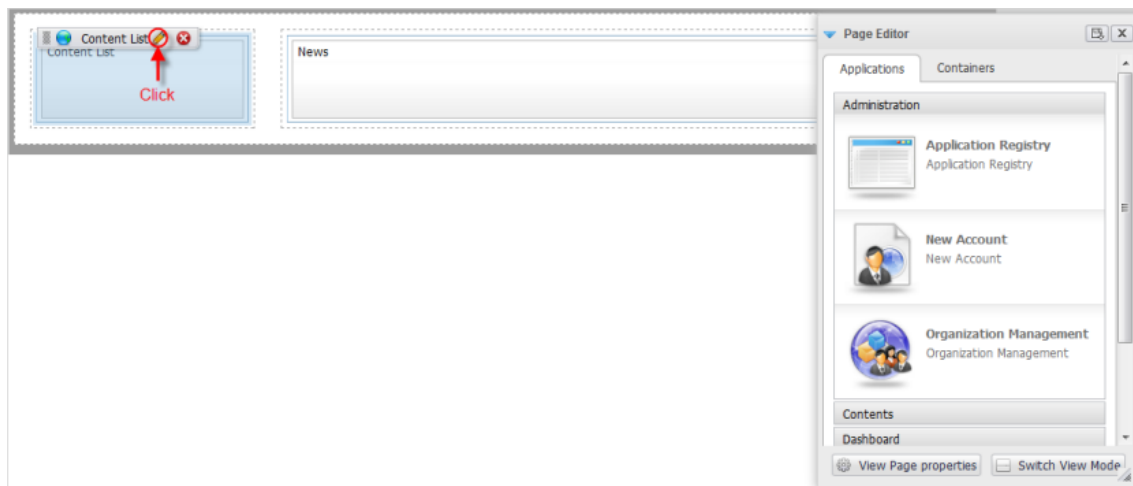 Content List
Content List
Click
News
Page Editor
Applications
Containers
Administration
Application Registry
Application Registry
New Account
New Account
Organization Management
Organization Management
Contents
Dashboard
View Page properties
Switch View Mode